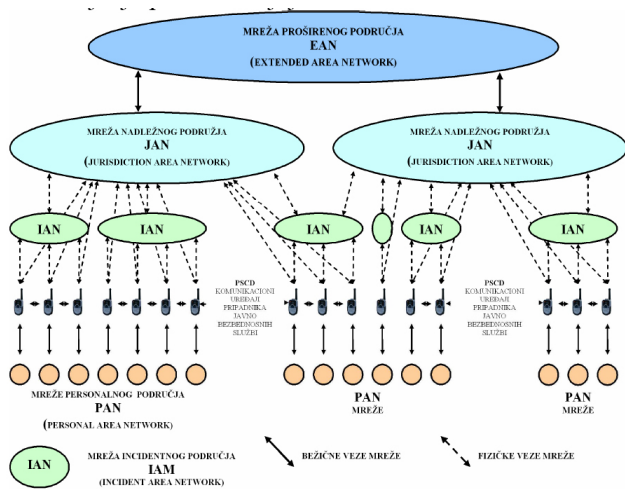 MREŽA PROŠIRENOG PODRUČJA
EAN
(EXTENDED AREA NETWORK)
MREŽA NADLEŽNOG PODRUŽJA
JAN
(JURISDICTION AREA NETWORK)
MREŽA NADLEŽNOG PODRUŽJA
JAN
(JURISDICTION AREA NETWORK)
IAN
IAN
IAN
IAN
IAN
PSCD
KOMUNIKACIONI
UREĐAJI
PRIPADNIKA
JAVNO
BEZBEDNOSNIH
SLUŽBI
PSCD
KOMUNIKACIONI
UREĐAJI
PRIPADNIKA
JAVNO
BEZBEDNOSNIH
SLUŽBI
MREŽE PERSONALNOG PODRUČJA
PAN
(PERSONAL AREA NETWORK)
PAN
MREŽE
PAN
MREŽE
IAN
MREŽA INCIDENTNOG PODRUČJA
IAM
(INCIDENT AREA NETWORK)
BEŽIČNE VEZE MREŽE
FIZIČKE VEZE MREŽE